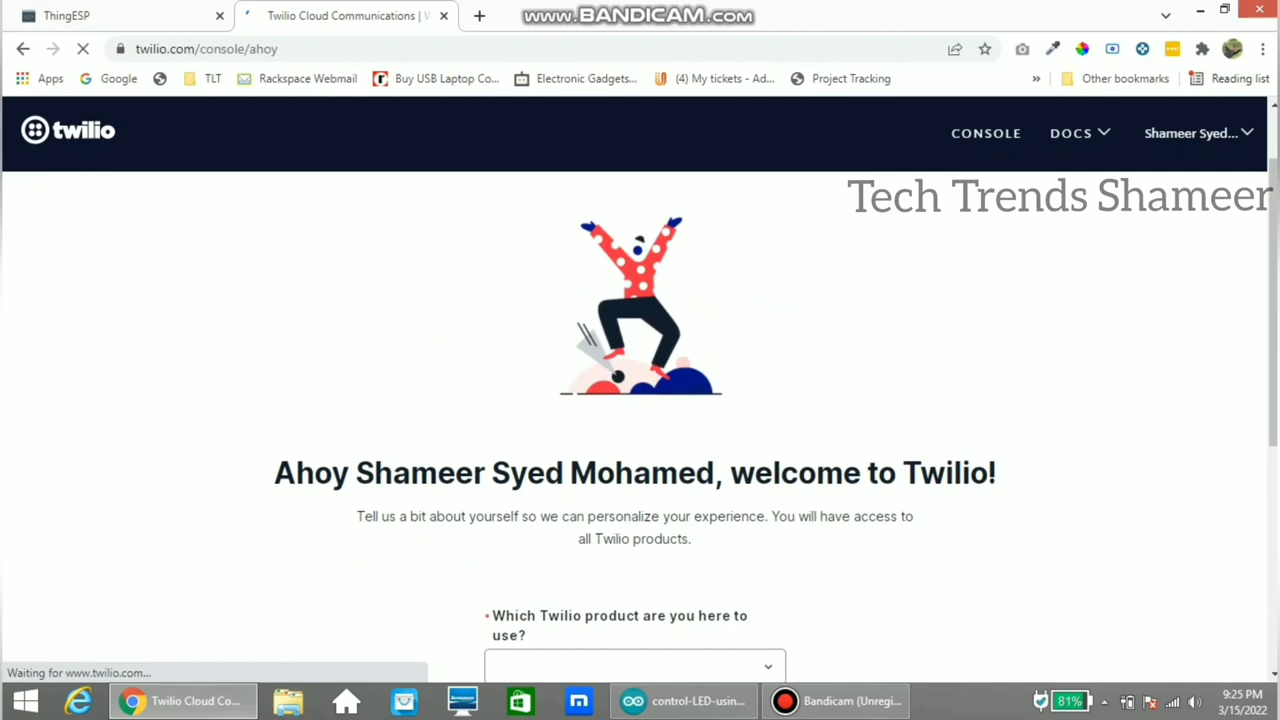 ThingESP
Twilio Cloud Communications | W
www.BANDICAM.com
twilio.com/console/ahoy
Apps
Google
TLT
Rackspace Webmail
Buy USB Laptop Co...
Electronic Gadgets...
(4) My tickets - Ad...
Project Tracking
»
Other bookmarks
Reading list
twilio
CONSOLE
DOCS
Shameer Syed...
Tech Trends Shameer
Ahoy Shameer Syed Mohamed, welcome to Twilio!
Tell us a bit about yourself so we can personalize your experience. You will have access to
all Twilio products.
Which Twilio product are you here to
use?
Waiting for www.twilio.com...
Twilio Cloud Co...
control-LED-usin...
Bandicam (Unregi...
81%
9:25 PM
3/15/2022